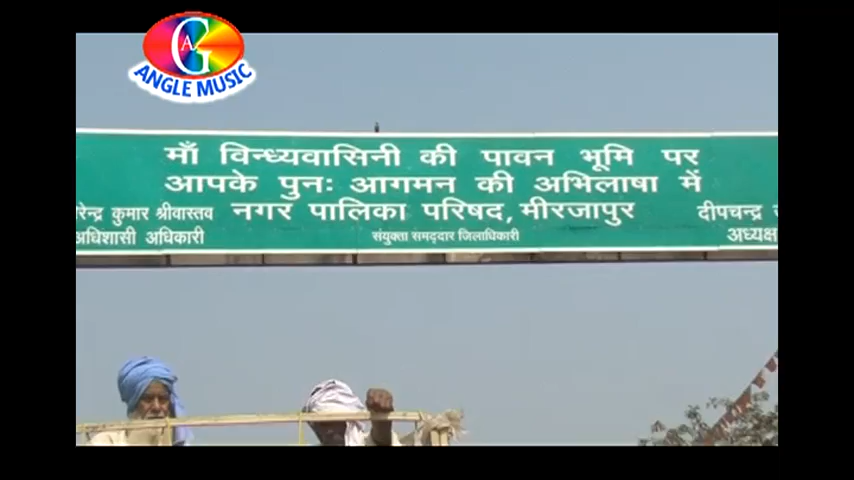 AG
ANGLE MUSIC
माँ विन्ध्यवासिनी की पावन भूमि पर
आपके पुनः आगमन की अभिलाषा में
नगर पालिका परिषद, मीरजापुर
कुमार श्रीवास्तव
अधिशासी अधिकारी
संयुक्त समद्दार जिलाधिकारी
दीपचन्द्र
अध्यक्ष